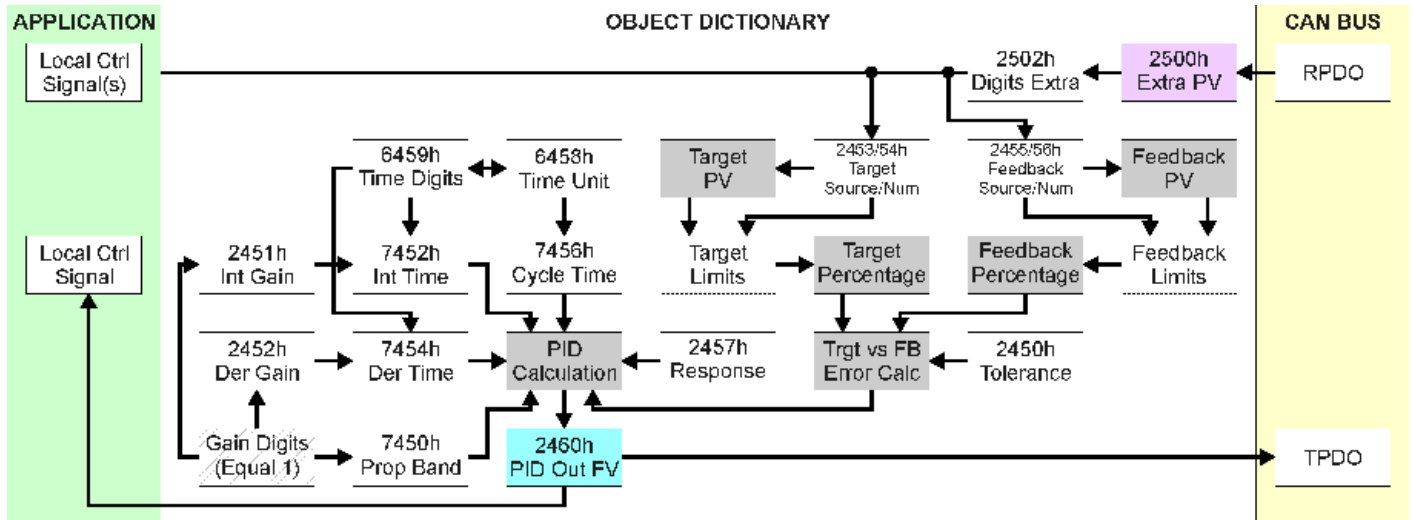 APPLICATION
OBJECT DICTIONARY
CAN BUS
Local Ctrl
Signal(s)
2502h
Digits Extra
2500h
Extra PV
RPDO
6459h
Time Digits
6458h
Time Unit
Target
PV
2453/54h
Target
Source/Num
2455/56h
Feedback
Source/Num
Feedback
PV
Local Ctrl
Signal
2451h
Int Gain
7452h
Int Time
7456h
Cycle Time
Target
Limits
Target
Percentage
Feedback
Percentage
Feedback
Limits
2452h
Der Gain
7454h
Der Time
PID
Calculation
2457h
Response
Trgt vs FB
Error Calc
2450h
Tolerance
Gain Digits
(Equal 1)
7450h
Prop Band
2460h
PID Out FV
TPDO